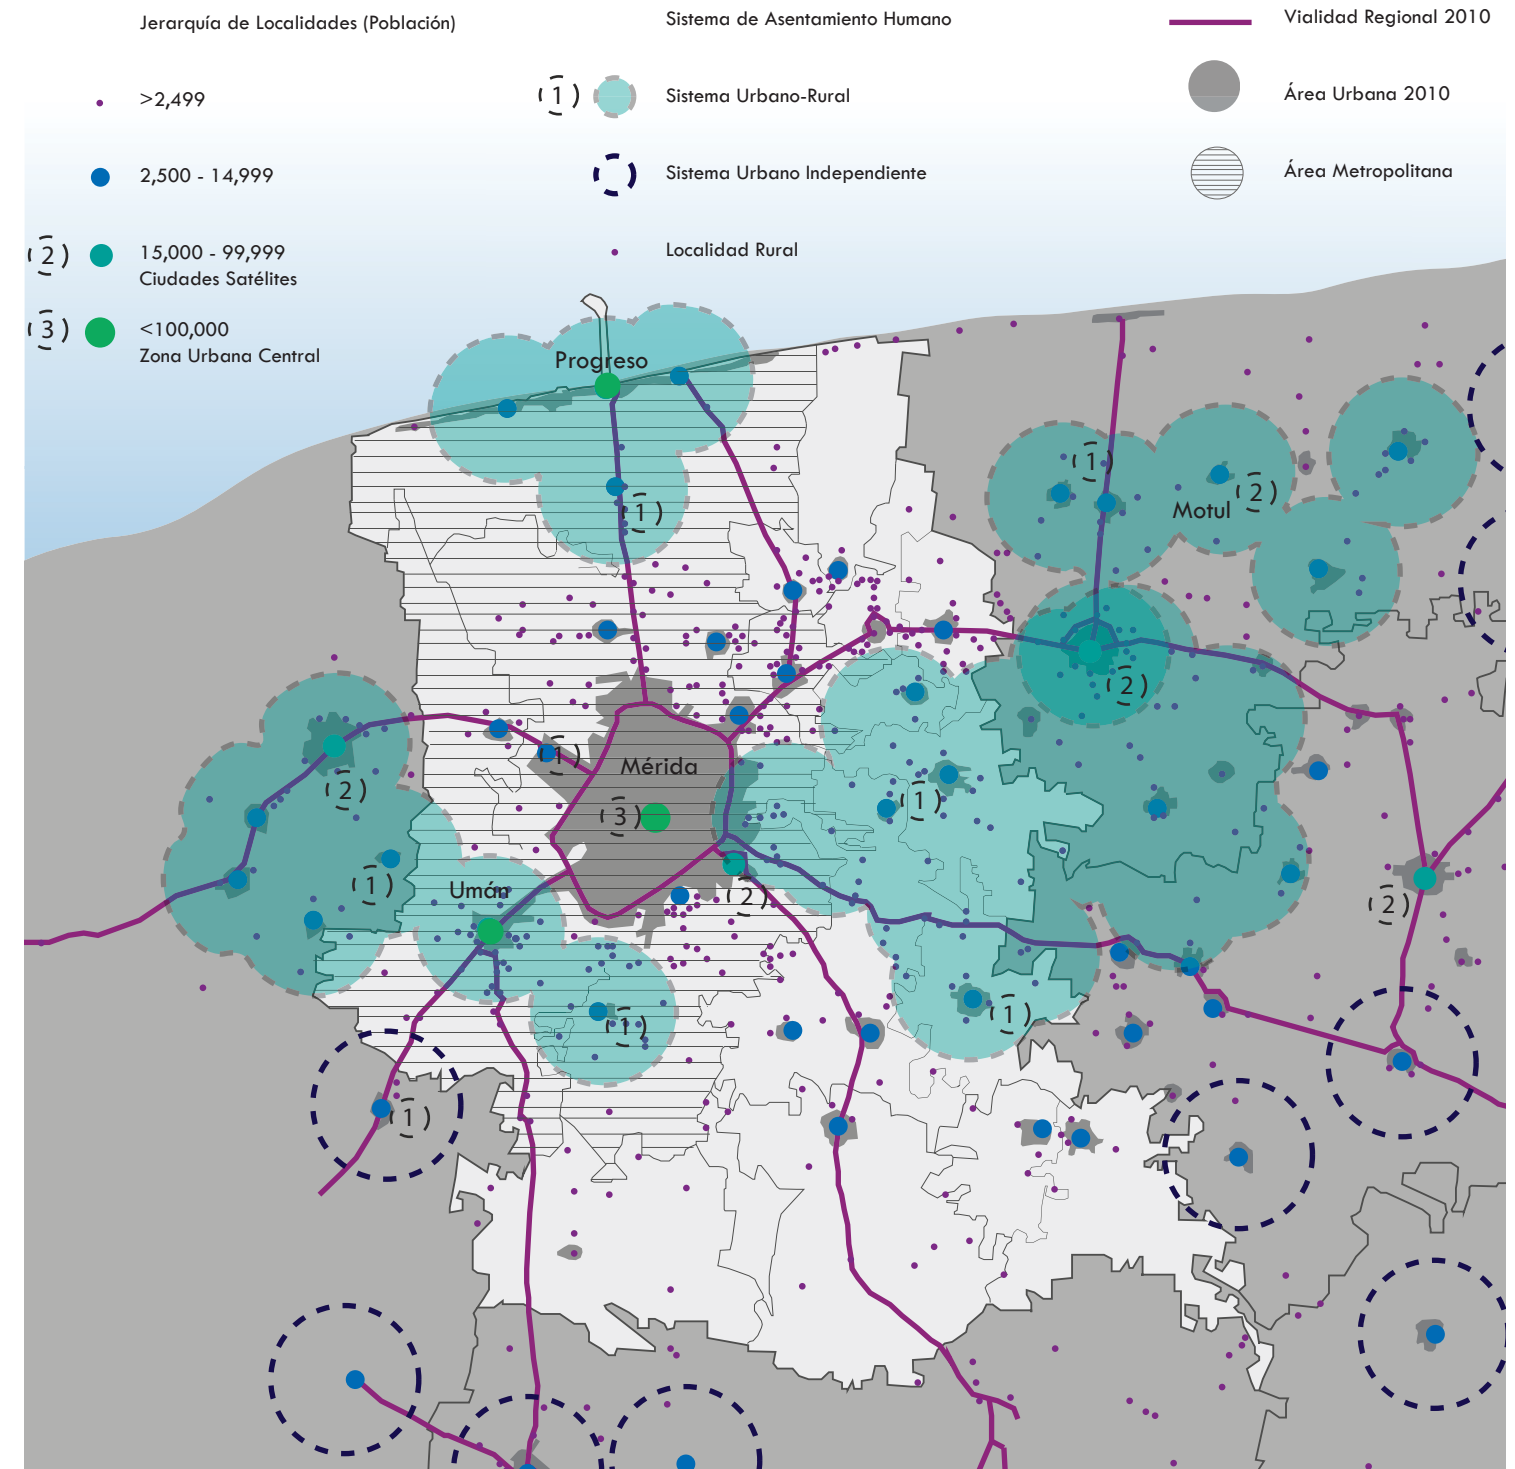 Jerarquía de Localidades (Población)
>2,499
2,500 - 14,999
2
15,000 - 99,999
Ciudades Satélites
3
<100,000
Zona Urbana Central
Sistema de Asentamiento Humano
1
Sistema Urbano-Rural
Sistema Urbano Independiente
Localidad Rural
Vialidad Regional 2010
Área Urbana 2010
Área Metropolitana
Progreso
1
1
2
Motul
1
2
Mérida
1
2
3
1
1
Umán
2
2
1
1
1